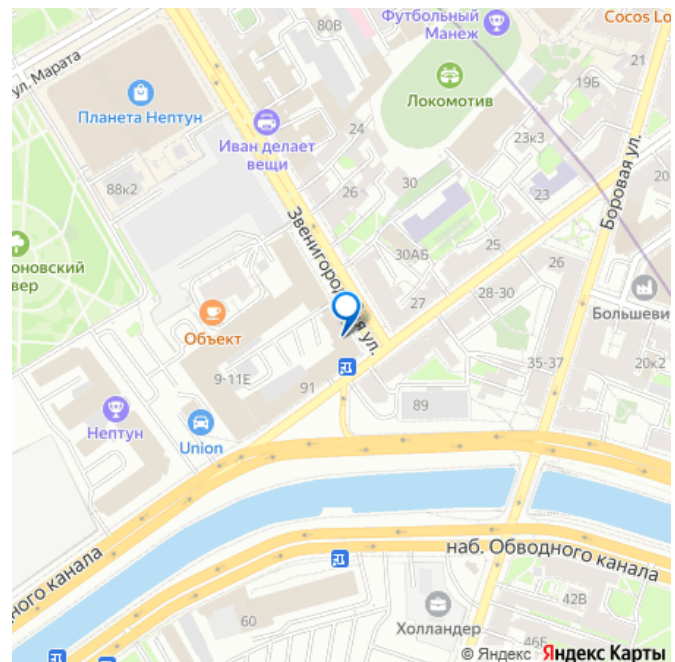 80В
Футбольный
Манеж
Cocos Lo
ул. Марата
21
Планета Нептун
Локомотив
19Б
Иван делает
вещи
24
23к3
88к2
26
30
23
20
Боровая ул.
Звенигородская ул.
оновский
вер
30АБ
25
26
27
28-30
Большеви
Объект
9-11Е
91
35-37
20к2
89
Нептун
Union
наб. Обводного канала
дного канала
42В
60
Холландер
46Б
© Яндекс Яндекс Карты